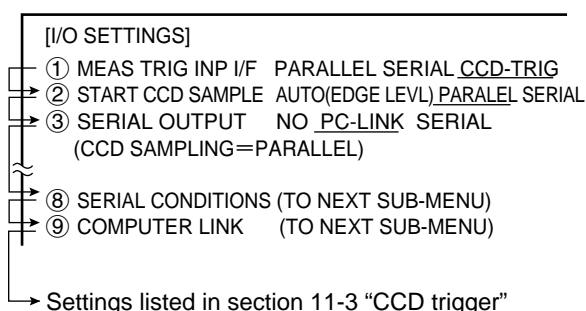 [I/O SETTINGS]
① MEAS TRIG INP I/F PARALLEL SERIAL CCD-TRIG
② START CCD SAMPLE AUTO(EDGE LEVL) PARALEL SERIAL
③ SERIAL OUTPUT NO PC-LINK SERIAL
(CCD SAMPLING=PARALLEL)
⑧ SERIAL CONDITIONS (TO NEXT SUB-MENU)
⑨ COMPUTER LINK (TO NEXT SUB-MENU)
Settings listed in section 11-3 “CCD trigger”